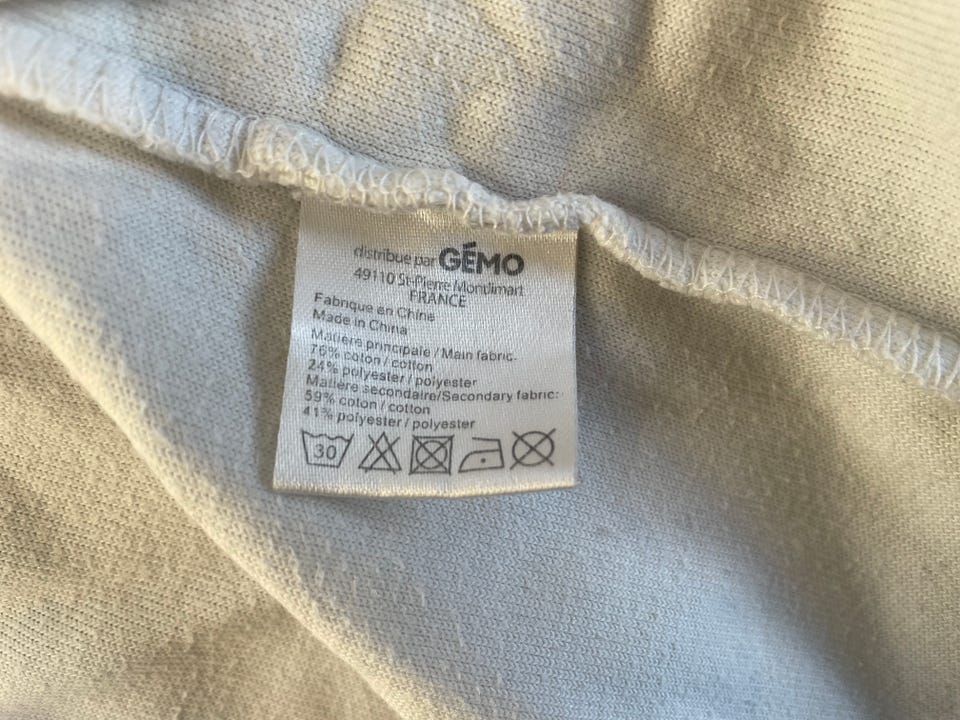 distribue par GÉMO
49110 St-Pierre Montlimart
FRANCE
Fabrique en Chine
Made in China
Matiere principale / Main fabric:
76% coton / cotton
24% polyester / polyester
Matiere secondaire/Secondary fabric:
59% coton / cotton
41% polyester / polyester
30